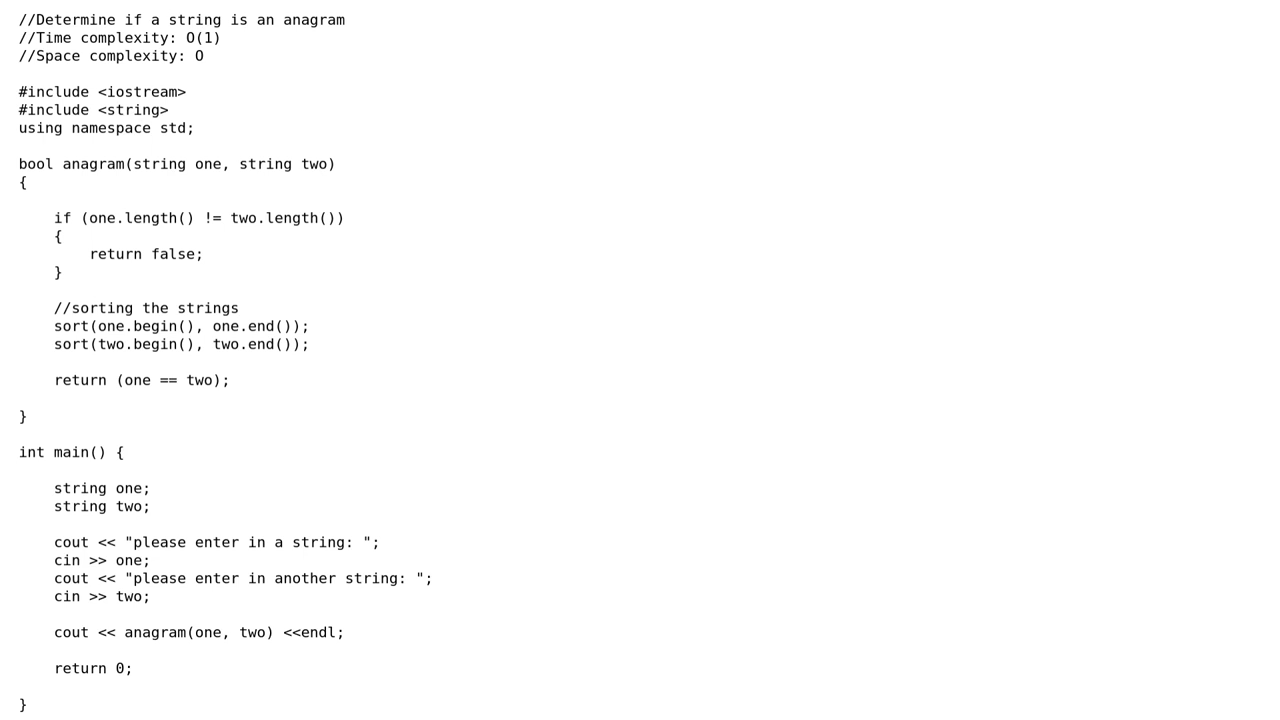 //Determine if a string is an anagram
//Time complexity: O(1)
//Space complexity: O

#include <iostream>
#include <string>
using namespace std;

bool anagram(string one, string two)
{

    if (one.length() != two.length())
    {
        return false;
    }

    //sorting the strings
    sort(one.begin(), one.end());
    sort(two.begin(), two.end());

    return (one == two);

}

int main() {

    string one;
    string two;

    cout << "please enter in a string: ";
    cin >> one;
    cout << "please enter in another string: ";
    cin >> two;

    cout << anagram(one, two) <<endl;

    return 0;

}